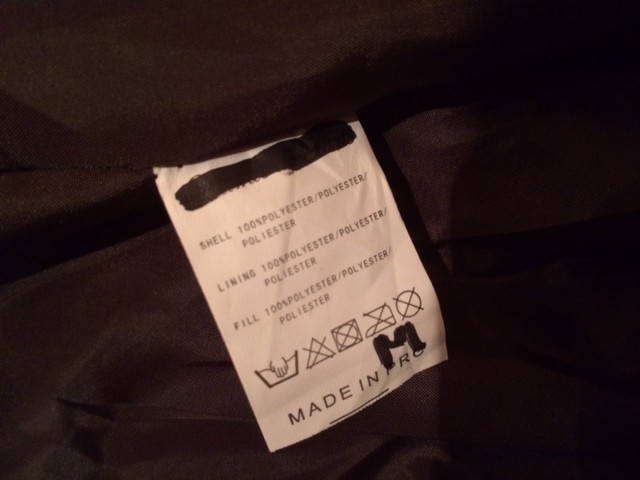 SHELL 100%POLYESTER/POLYESTER/
POLIESTER
LINING 100%POLYESTER/POLYESTER/
POLIESTER
FILL 100%POLYESTER/POLYESTER/
POLIESTER
M
MADE IN PRC